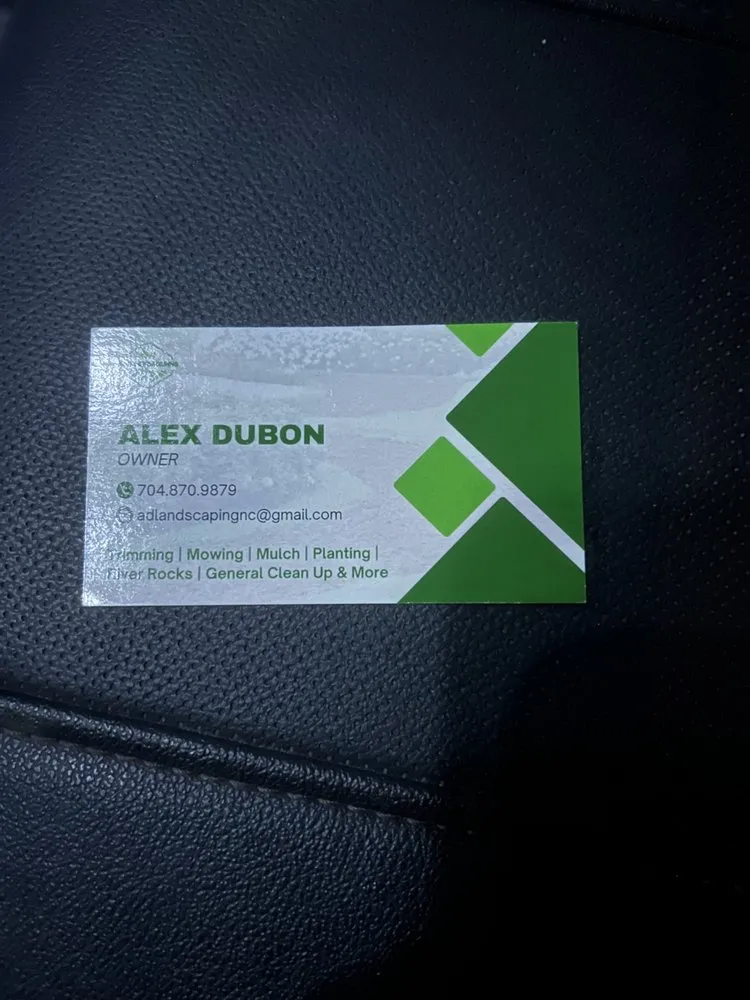 ALEX DUBON
OWNER
704.870.9879
adlandscapingnc@gmail.com
Trimming | Mowing | Mulch | Planting |
River Rocks | General Clean Up & More